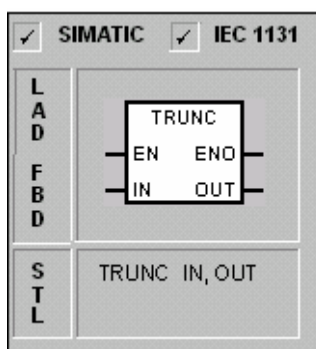 ✓ SIMATIC ✓ IEC 1131
LAD
FBD
TRUNC
EN ENO
IN OUT
STL
TRUNC IN, OUT